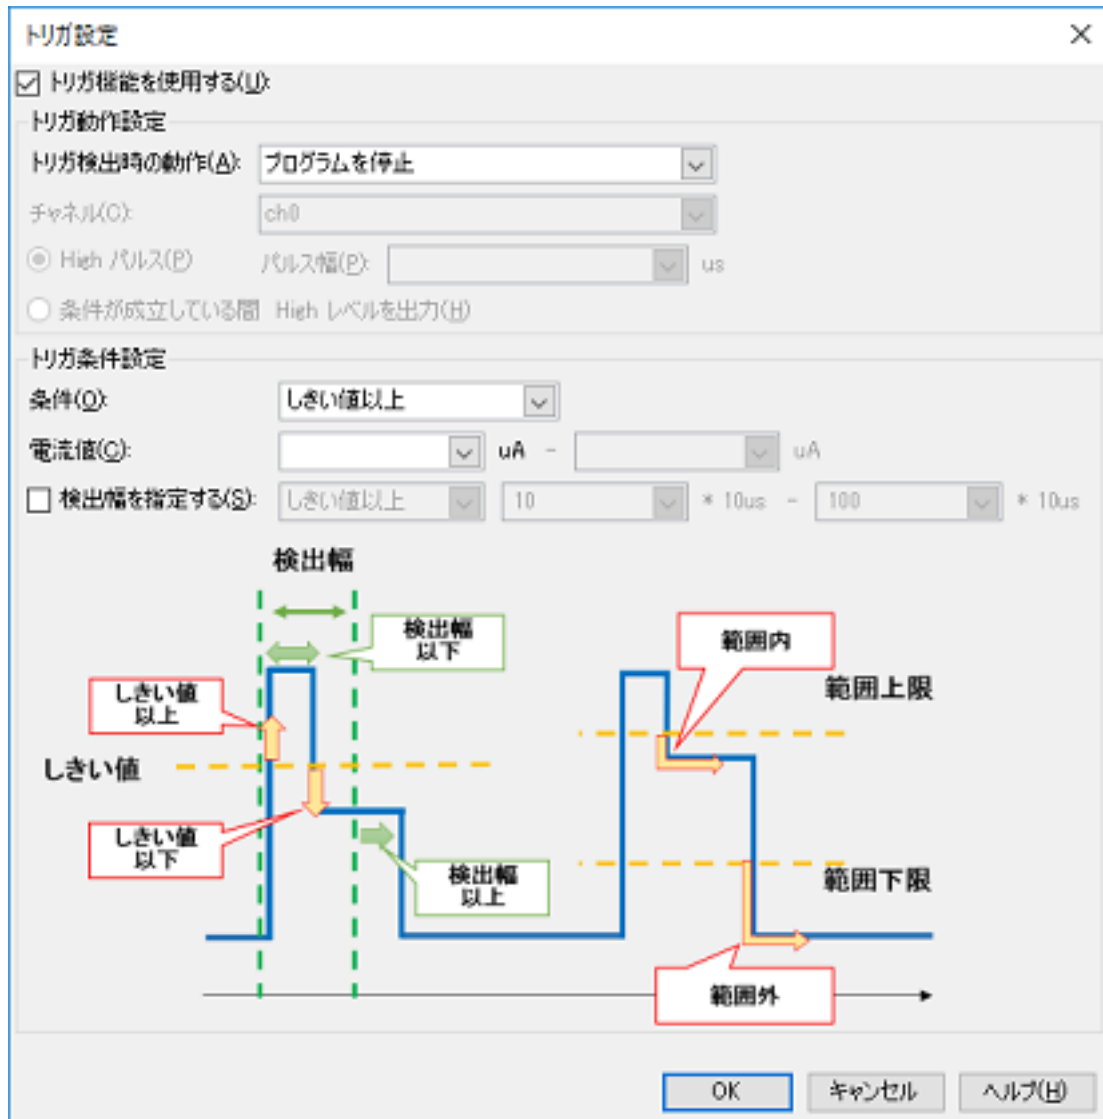 トリガ設定
トリガ機能を使用する(U):
トリガ動作設定
トリガ検出時の動作(A): プログラムを停止
チャネル(C): ch0
High パルス(P) パルス幅(P): us
条件が成立している間 High レベルを出力(H)
トリガ条件設定
条件(O): しきい値以上
電流値(C): uA - uA
検出幅を指定する(S): しきい値以上 10 * 10us - 100 * 10us
検出幅
検出幅
以下
範囲内
しきい値
以上
範囲上限
しきい値
しきい値
以下
検出幅
以上
範囲下限
範囲外
OK キャンセル ヘルプ(H)